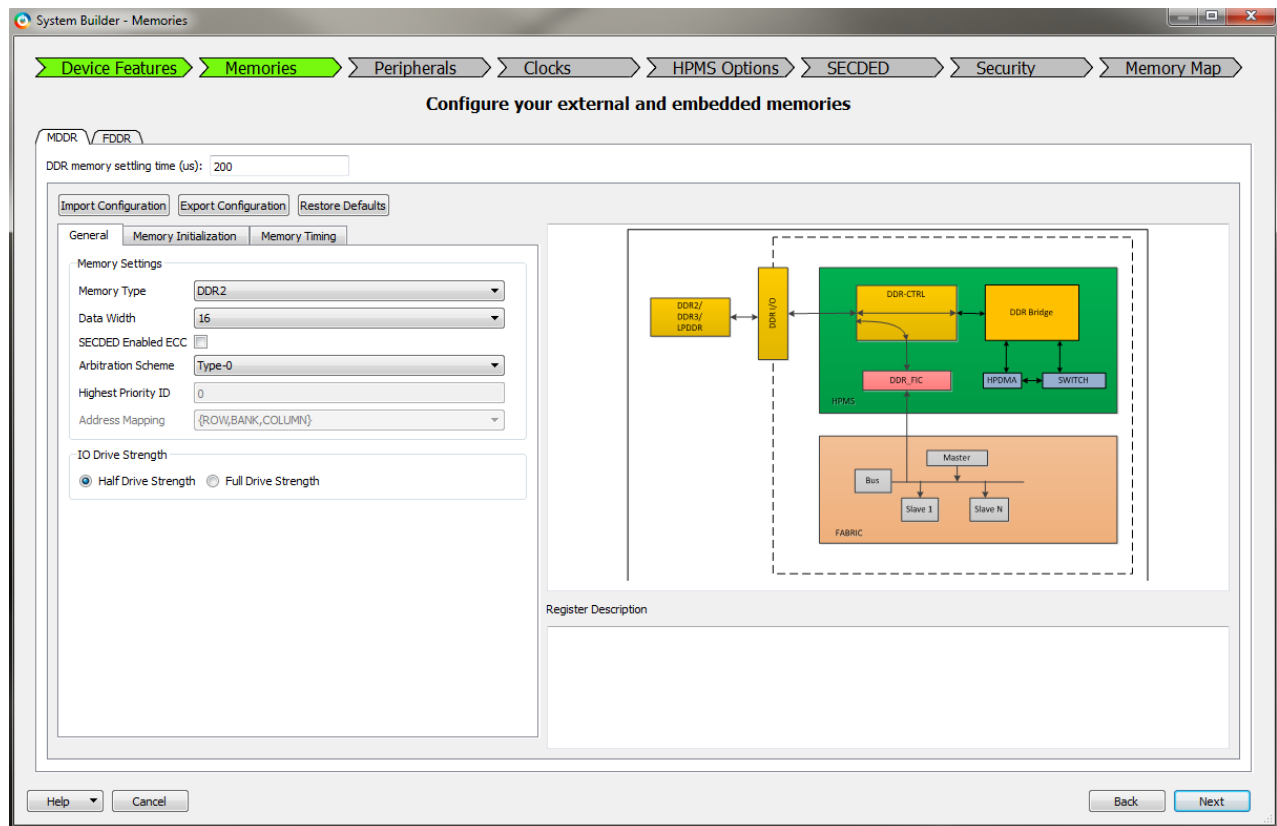 System Builder - Memories
Device Features Memories Peripherals Clocks HPMS Options SECDED Security Memory Map
Configure your external and embedded memories
MDDR FDDR
DDR memory settling time (us): 200
Import Configuration Export Configuration Restore Defaults
General Memory Initialization Memory Timing
Memory Settings
Memory Type DDR2
Data Width 16
SECDED Enabled ECC
Arbitration Scheme Type-0
Highest Priority ID 0
Address Mapping {ROW,BANK,COLUMN}
IO Drive Strength
Half Drive Strength Full Drive Strength
DDR2/
DDR3/
LPDDR
DDR I/O
DDR-CTRL
DDR Bridge
DDR_FIC
HPDMA
SWITCH
HPMS
Master
Bus
Slave 1
Slave N
FABRIC
Register Description
Help Cancel Back Next